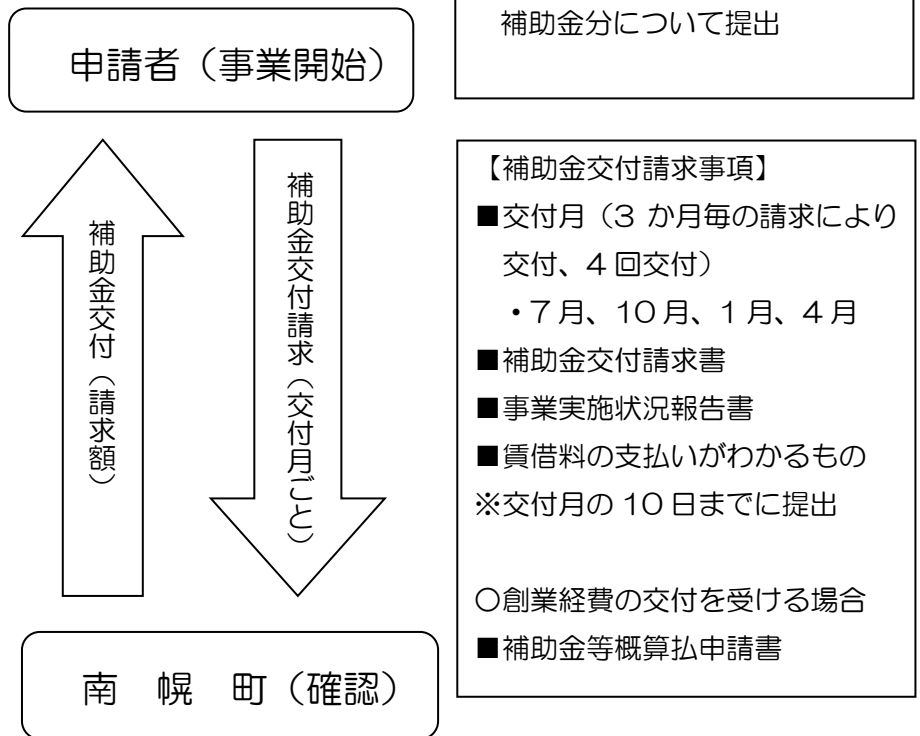 補助金分について提出
申請者（事業開始）
補助金交付（請求額）
補助金交付請求（交付月ごと）
【補助金交付請求事項】
■交付月（3 か月毎の請求により
交付、4 回交付）
・7 月、10 月、1 月、4 月
■補助金交付請求書
■事業実施状況報告書
■賃借料の支払いがわかるもの
※交付月の 10 日までに提出
○創業経費の交付を受ける場合
■補助金等概算払申請書
南　幌　町（確認）